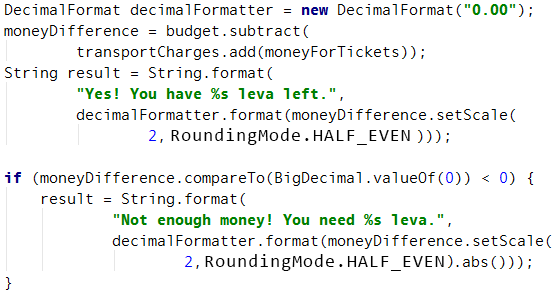 DecimalFormat decimalFormatter = new DecimalFormat("0.00");
moneyDifference = budget.subtract(
        transportCharges.add(moneyForTickets));
String result = String.format(
        "Yes! You have %s leva left.",
        decimalFormatter.format(moneyDifference.setScale(
                2, RoundingMode.HALF_EVEN )));

if (moneyDifference.compareTo(BigDecimal.valueOf(0)) < 0) {
    result = String.format(
            "Not enough money! You need %s leva.",
            decimalFormatter.format(moneyDifference.setScale(
                    2,RoundingMode.HALF_EVEN).abs()));
}